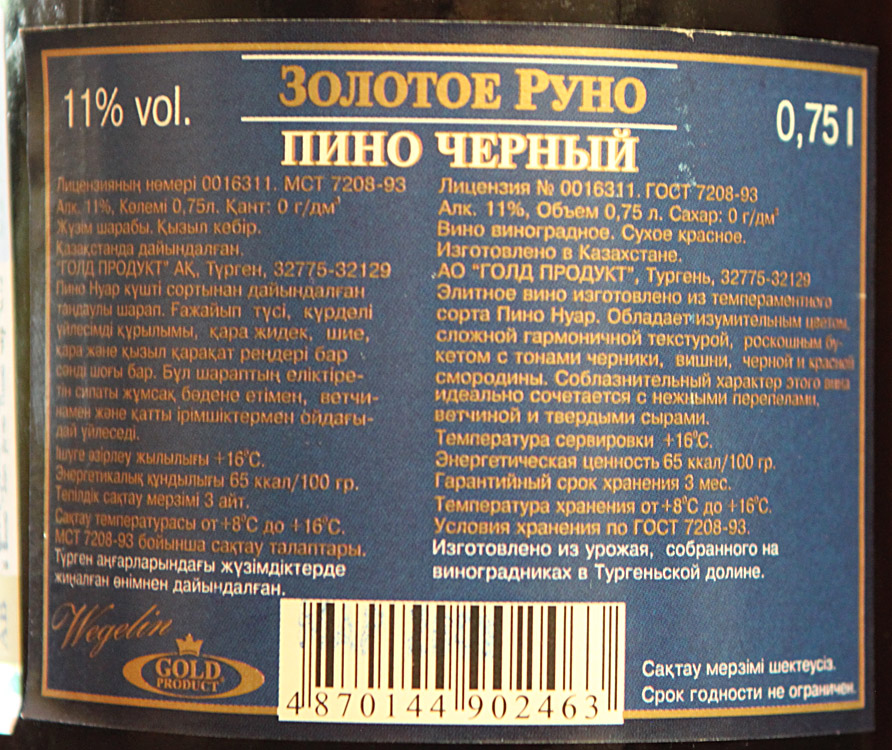 11% vol.
ЗОЛОТОЕ РУНО
0,75 l
ПИНО ЧЕРНЫЙ
Лицензияның нөмері 0016311. МСТ 7208-93
Алк. 11%, Көлемі 0,75л. Қант: 0 г/дм³
Жүзім шарабы. Қызыл кебір.
Қазақстанда дайындалған.
"ГОЛД ПРОДУКТ" АҚ, Түрген, 32775-32129
Пино Нуар күшті сортынан дайындалған
таңдаулы шарап. Ғажайып түсі, күрделі
үйлесімді құрылымы, қара жидек, шие,
қара және қызыл қарақат реңдері бар
сәнді шоғы бар. Бұл шараптың еліктіре-
тін сипаты жұмсақ бөдене етімен, ветчи-
намен және қатты ірімшіктермен ойдағы-
дай үйлеседі.
Ішуге әзірлеу жылылығы +16°С.
Энергетикалық құндылығы 65 ккал/100 гр.
Тепілдік сақтау мерзімі 3 айт.
Сақтау температурасы от +8°С до +16°С.
МСТ 7208-93 бойынша сақтау талаптары.
Түрген аңғарларындағы жүзімдіктерде
жиналған өнімнен дайындалған.
Лицензия № 0016311. ГОСТ 7208-93
Алк. 11%, Объем 0,75 л. Сахар: 0 г/дм³
Вино виноградное. Сухое красное.
Изготовлено в Казахстане.
АО "ГОЛД ПРОДУКТ", Тургень, 32775-32129
Элитное вино изготовлено из темпераментного
сорта Пино Нуар. Обладает изумительным цветом,
сложной гармоничной текстурой, роскошным бу-
кетом с тонами черники, вишни, черной и красной
смородины. Соблазнительный характер этого вина
идеально сочетается с нежными перепелами,
ветчиной и твердыми сырами.
Температура сервировки +16°С.
Энергетическая ценность 65 ккал/100 гр.
Гарантийный срок хранения 3 мес.
Температура хранения от +8°С до +16°С.
Условия хранения по ГОСТ 7208-93.
Изготовлено из урожая, собранного на
виноградниках в Тургеньской долине.
Wegelin
GOLD
PRODUCT
4 870144 902463
Сақтау мерзімі шектеусіз.
Срок годности не ограничен.